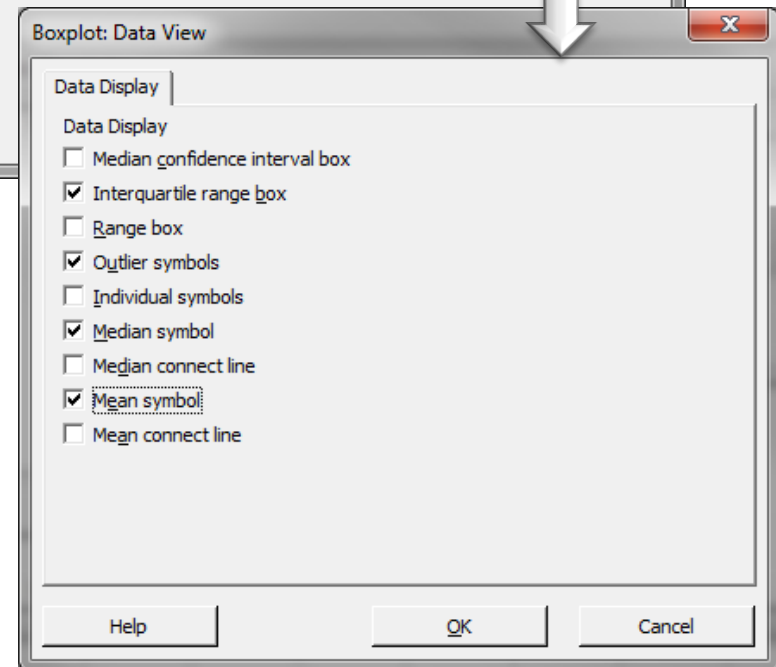 Boxplot: Data View
Data Display
Data Display
Median confidence interval box
Interquartile range box
Range box
Outlier symbols
Individual symbols
Median symbol
Median connect line
Mean symbol
Mean connect line
Help OK Cancel